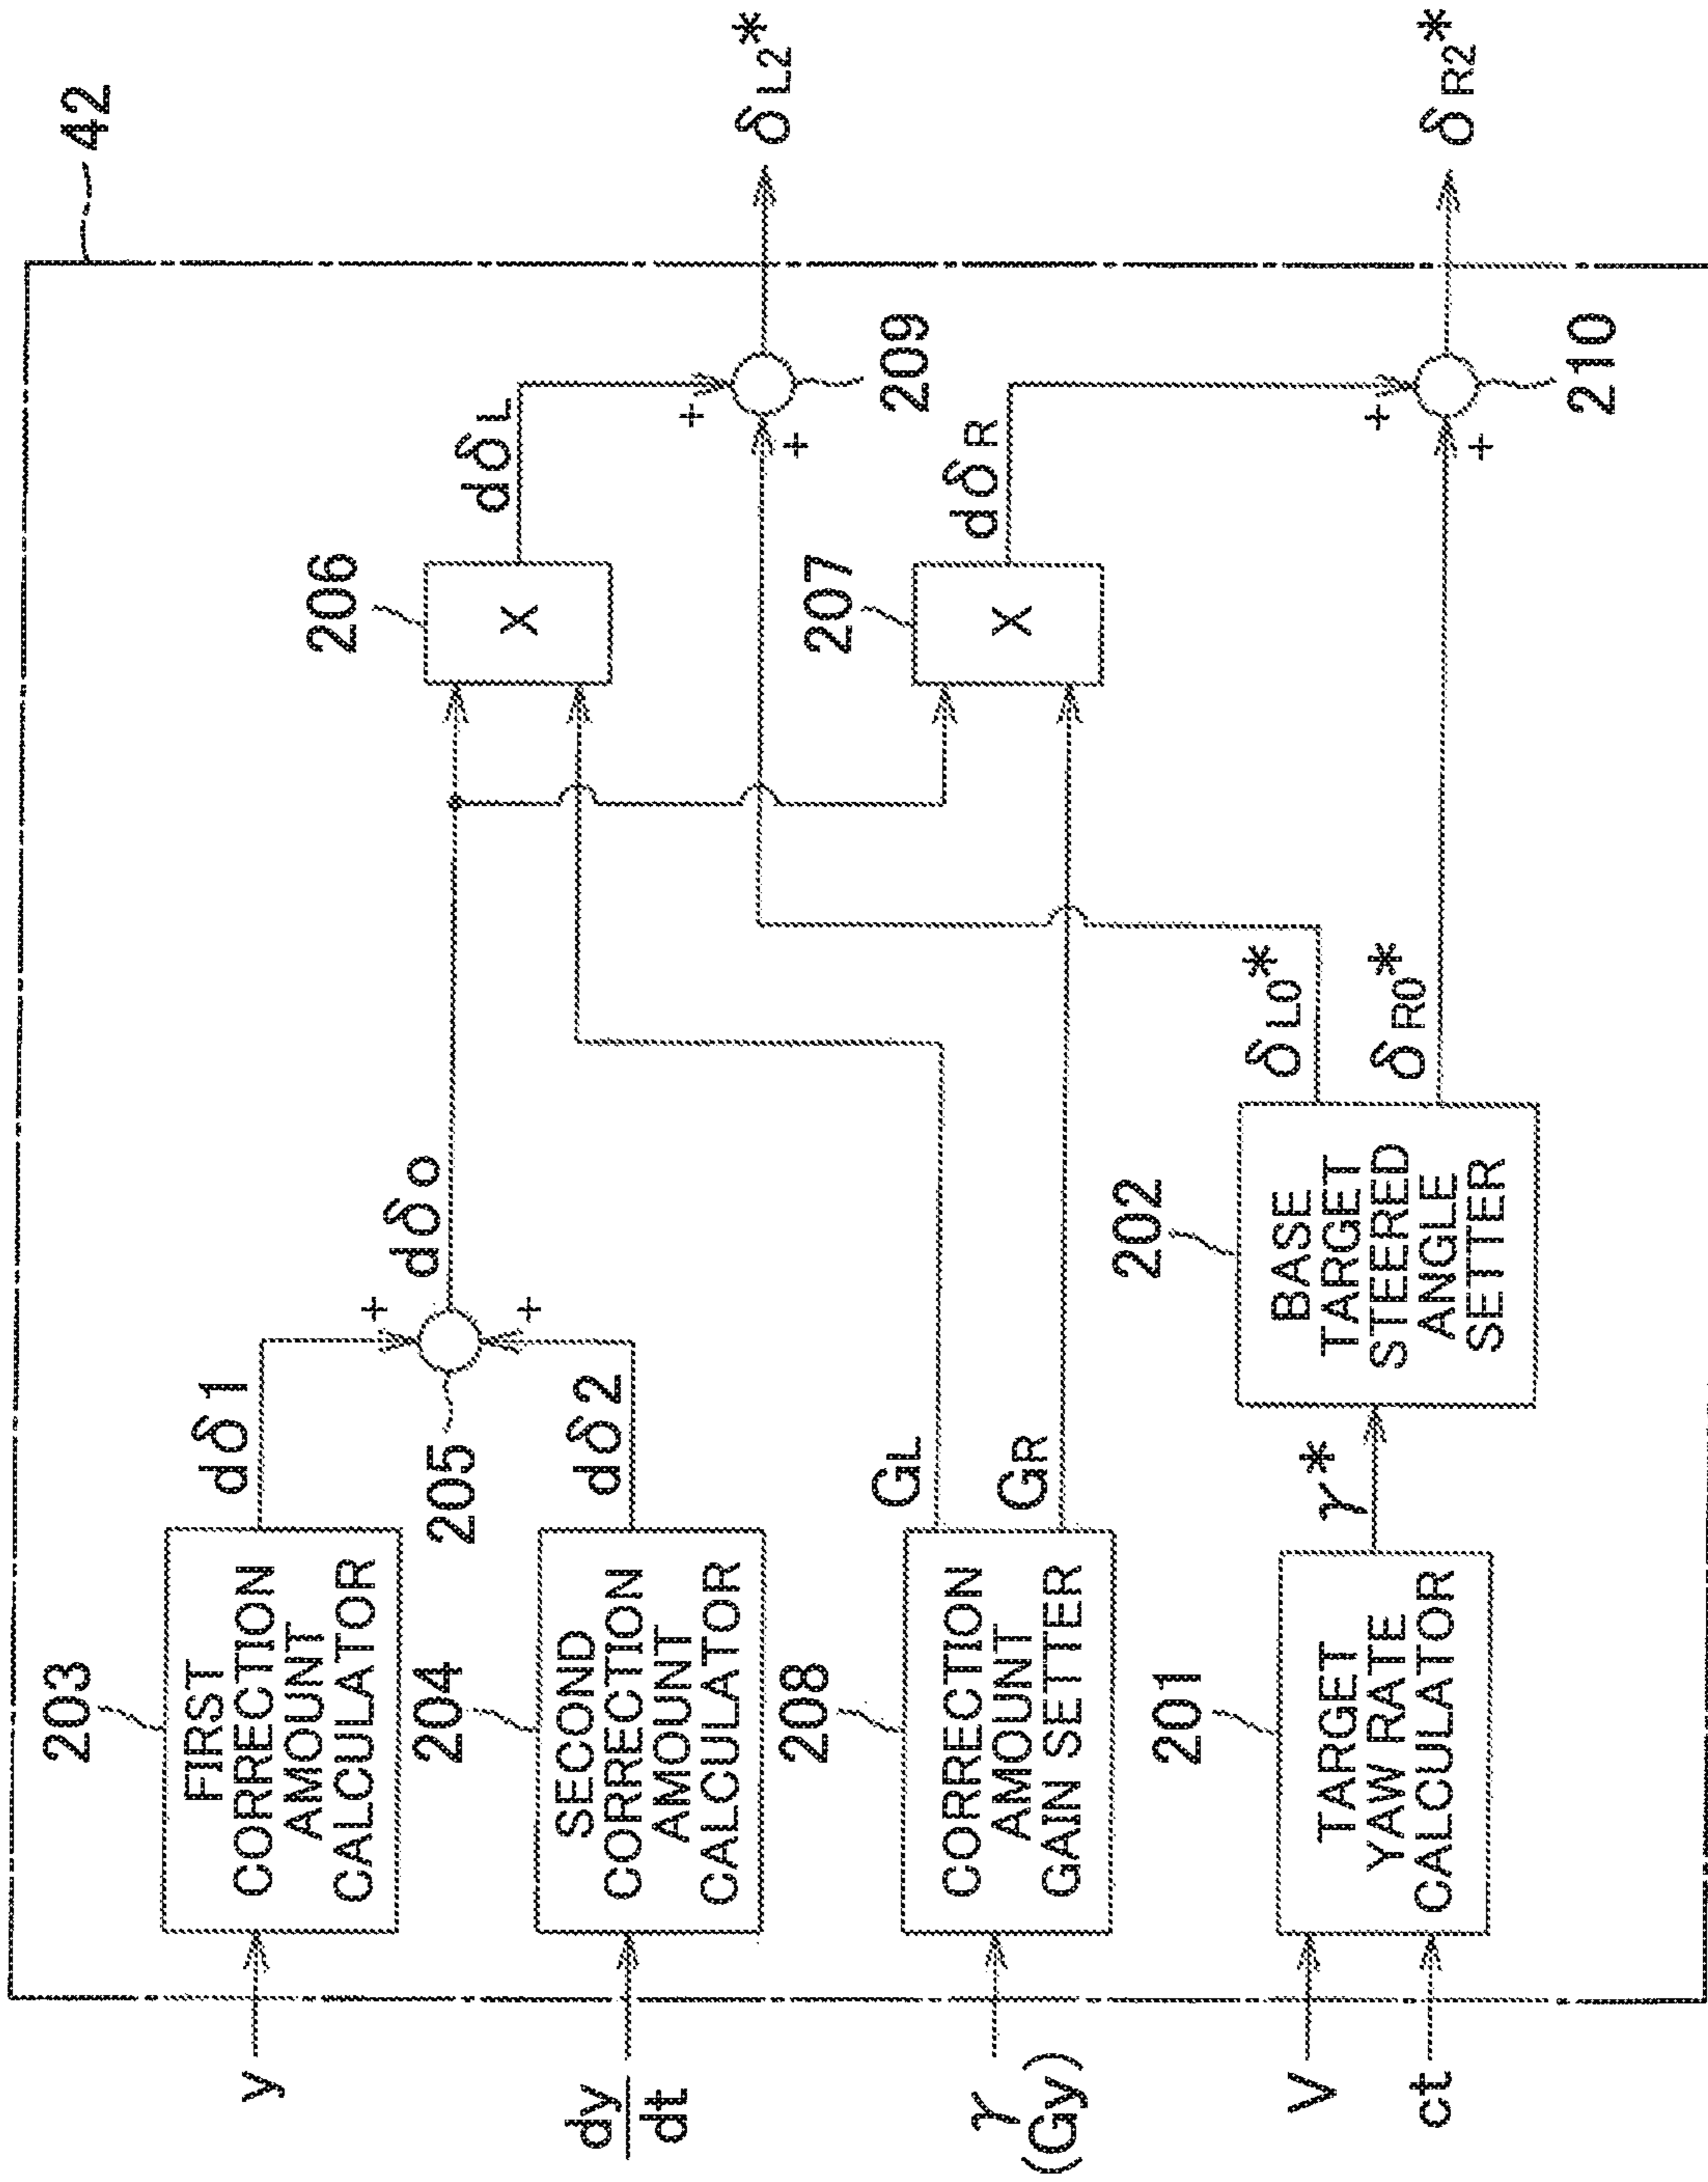 42
y
203
FIRST
CORRECTION
AMOUNT
CALCULATOR
dδ1
dy
dt
204
SECOND
CORRECTION
AMOUNT
CALCULATOR
dδ2
+
+
205
dδo
206
X
dδL
+
+
209
δL2*
γ
(Gy)
208
CORRECTION
AMOUNT
GAIN SETTER
GL
GR
207
X
dδR
V
ct
201
TARGET
YAW RATE
CALCULATOR
γ*
202
BASE
TARGET
STEERED
ANGLE
SETTER
δL0*
δR0*
+
+
210
δR2*